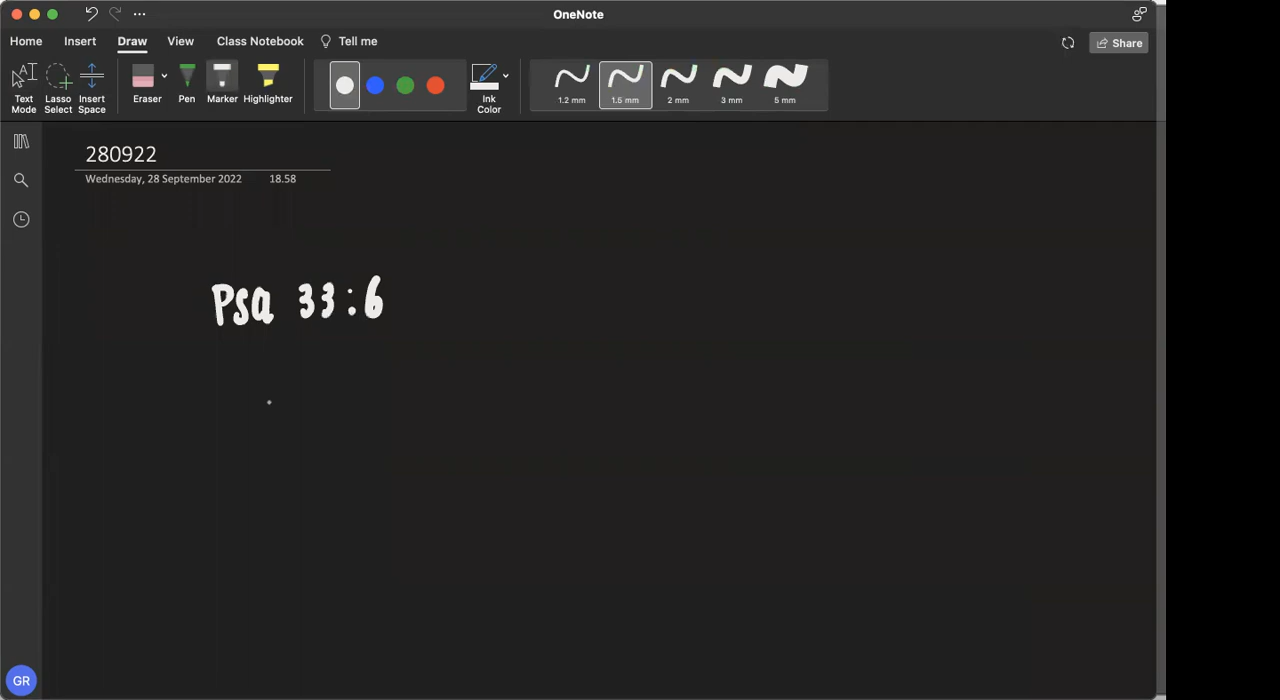 OneNote
Home Insert Draw View Class Notebook Tell me Share
Text Mode
Lasso Select
Insert Space
Eraser
Pen
Marker
Highlighter
Ink Color
1.2 mm
1.5 mm
2 mm
3 mm
5 mm
280922
Wednesday, 28 September 2022 18.58
Psa 33:6
GR